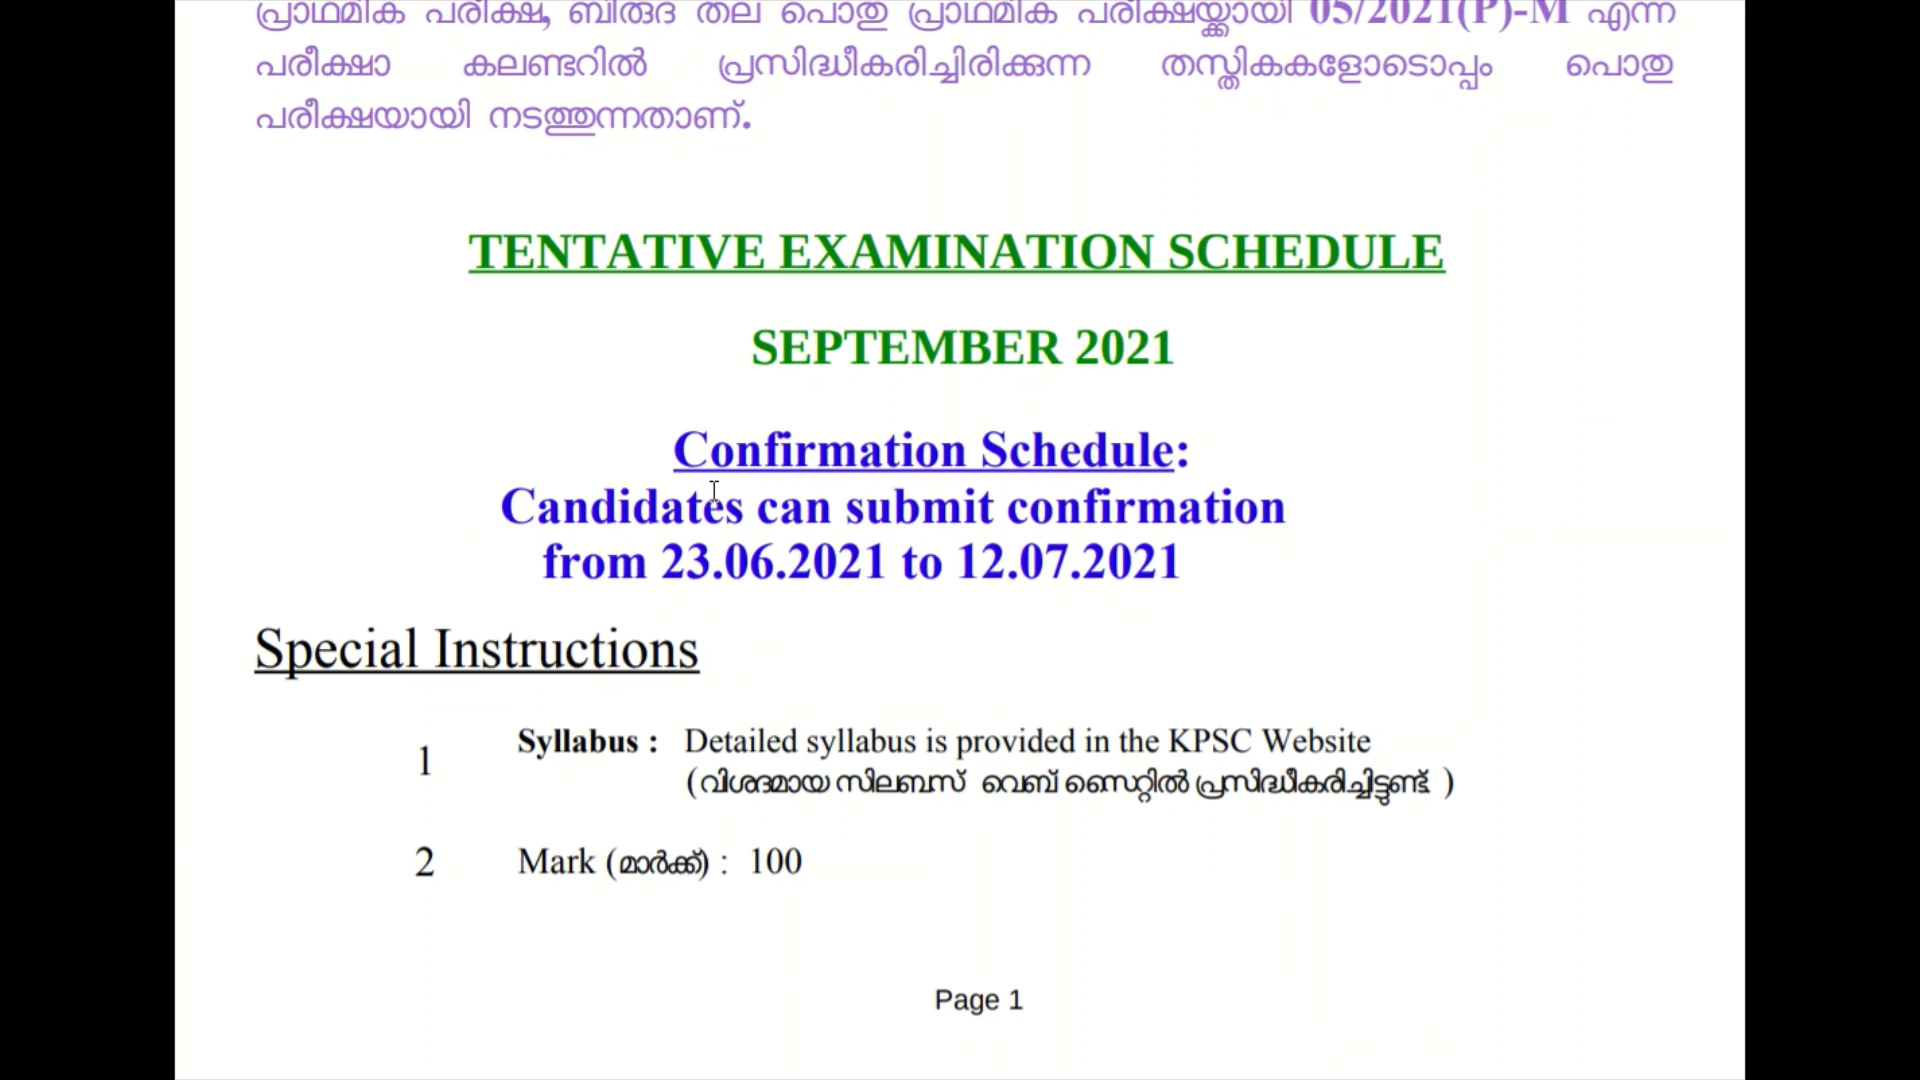 പ്രാഥമിക പരീക്ഷ, ബിരുദ തല പൊതു പ്രാഥമിക പരീക്ഷയ്ക്കായി 05/2021(P)-M എന്ന
പരീക്ഷാ കലണ്ടറിൽ പ്രസിദ്ധീകരിച്ചിരിക്കുന്ന തസ്തികകളോടൊപ്പം പൊതു
പരീക്ഷയായി നടത്തുന്നതാണ്.
TENTATIVE EXAMINATION SCHEDULE
SEPTEMBER 2021
Confirmation Schedule:
Candidates can submit confirmation
from 23.06.2021 to 12.07.2021
Special Instructions
1 Syllabus : Detailed syllabus is provided in the KPSC Website
(വിശദമായ സിലബസ് വെബ് സൈറ്റിൽ പ്രസിദ്ധീകരിച്ചിട്ടുണ്ട് )
2 Mark (മാർക്ക്) : 100
Page 1